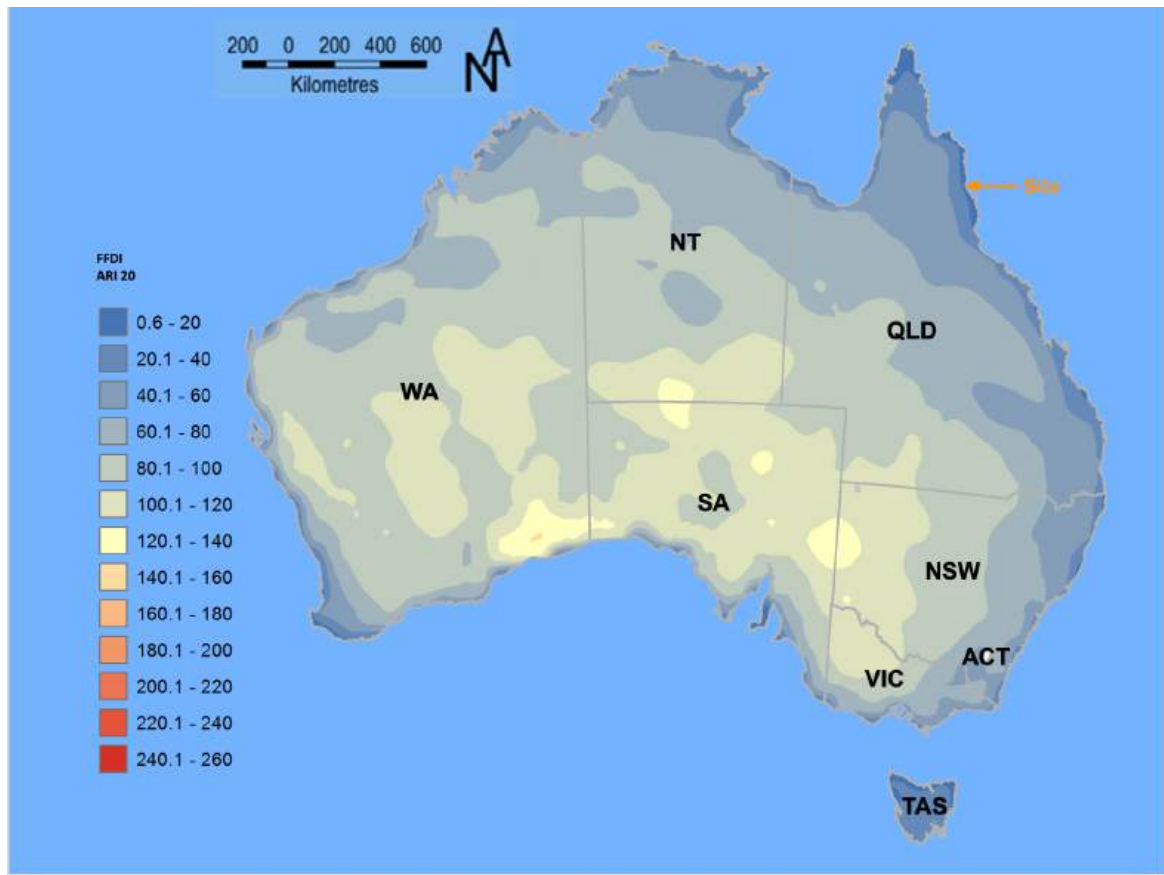 200 0 200 400 600
Kilometres
N
Site
NT
FFDI
ARI 20
0.6 - 20
20.1 - 40
40.1 - 60
60.1 - 80
80.1 - 100
100.1 - 120
120.1 - 140
140.1 - 160
160.1 - 180
180.1 - 200
200.1 - 220
220.1 - 240
240.1 - 260
QLD
WA
SA
NSW
ACT
VIC
TAS